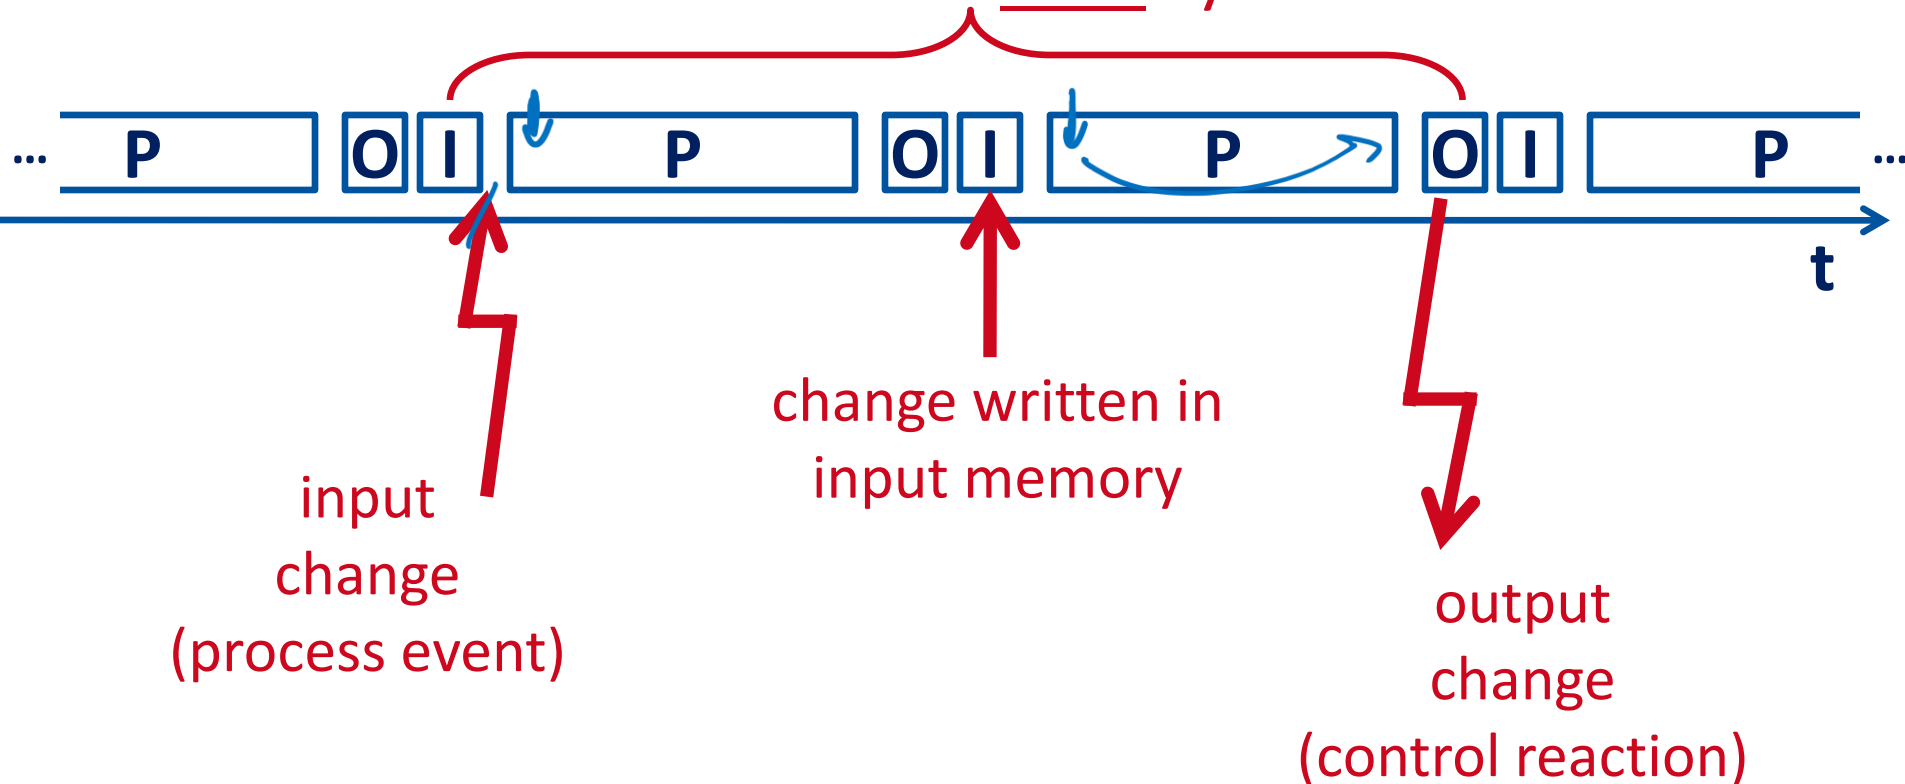 ... P O I P O I P O I P ...
t
change written in
input memory
input
change
(process event)
output
change
(control reaction)